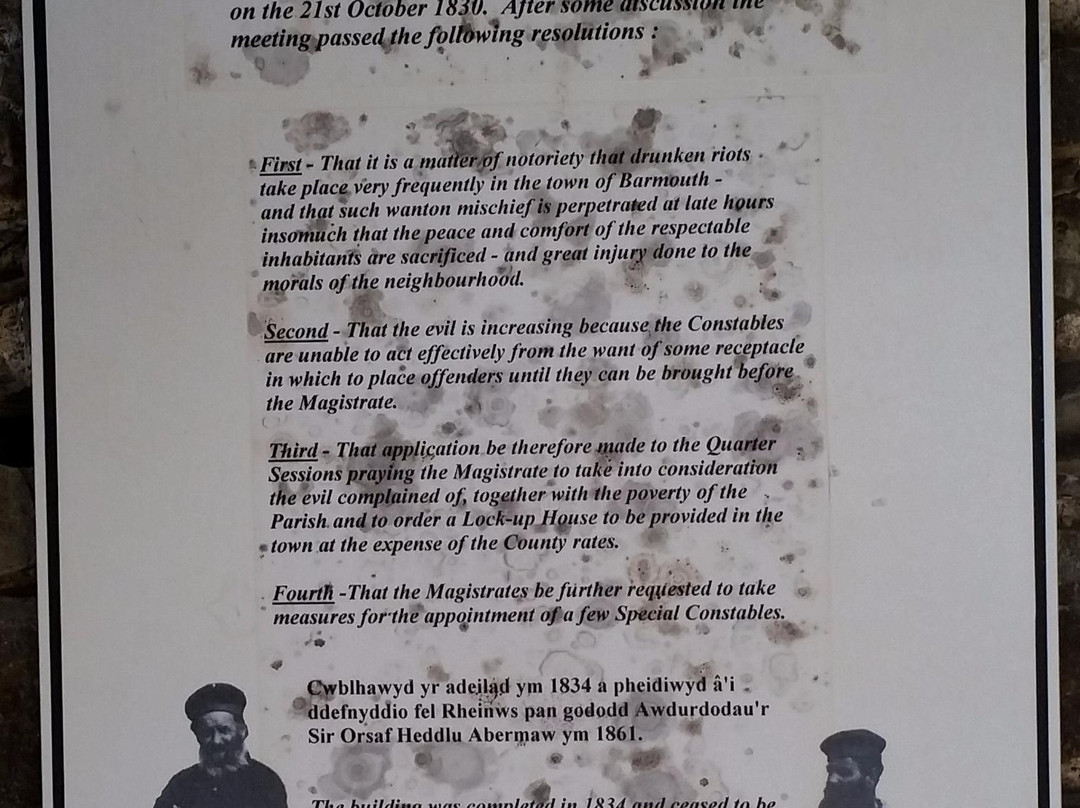 on the 21st October 1830. After some discussion the
meeting passed the following resolutions :
First - That it is a matter of notoriety that drunken riots
take place very frequently in the town of Barmouth -
and that such wanton mischief is perpetrated at late hours
insomuch that the peace and comfort of the respectable
inhabitants are sacrificed - and great injury done to the
morals of the neighbourhood.
Second - That the evil is increasing because the Constables
are unable to act effectively from the want of some receptacle
in which to place offenders until they can be brought before
the Magistrate.
Third - That application be therefore made to the Quarter
Sessions praying the Magistrate to take into consideration
the evil complained of, together with the poverty of the
Parish and to order a Lock-up House to be provided in the
town at the expense of the County rates.
Fourth -That the Magistrates be further requested to take
measures for the appointment of a few Special Constables.
Cwblhawyd yr adeilad ym 1834 a pheidiwyd â'i
ddefnyddio fel Rheinws pan gododd Awdurdodau'r
Sir Orsaf Heddlu Abermaw ym 1861.
The building was completed in 1834 and ceased to be